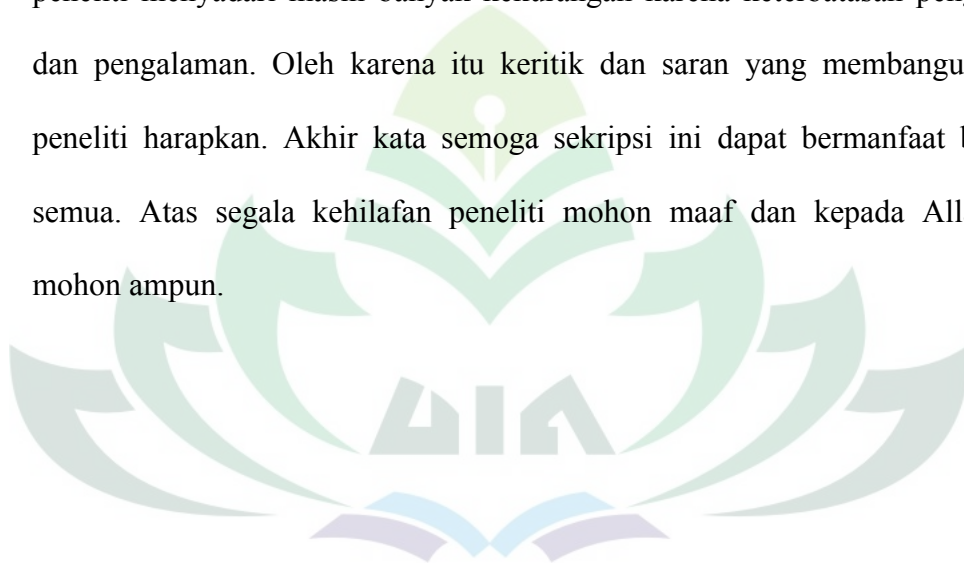 dan pengalaman. Oleh karena itu keritik dan saran yang membangu
peneliti harapkan. Akhir kata semoga sekripsi ini dapat bermanfaat
semua. Atas segala kehilafan peneliti mohon maaf dan kepada All
mohon ampun.
UIN